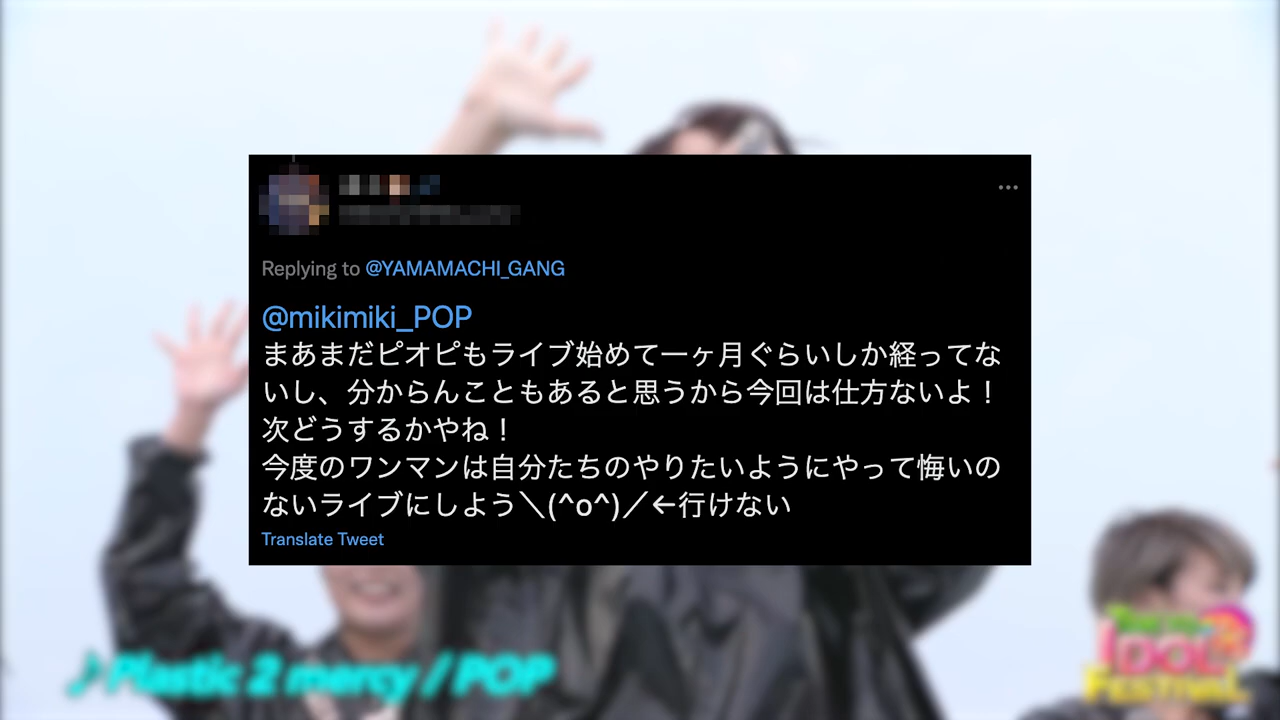 Replying to @YAMAMACHI_GANG
@mikimiki_POP
まあまだピオピもライブ始めて一ヶ月ぐらいしか経ってな
いし、分からんこともあると思うから今回は仕方ないよ！
次どうするかやね！
今度のワンマンは自分たちのやりたいようにやって悔いの
ないライブにしよう＼(^o^)／←行けない
Translate Tweet
♪ Plastic 2 mercy / POP
IDOL
FESTIVAL